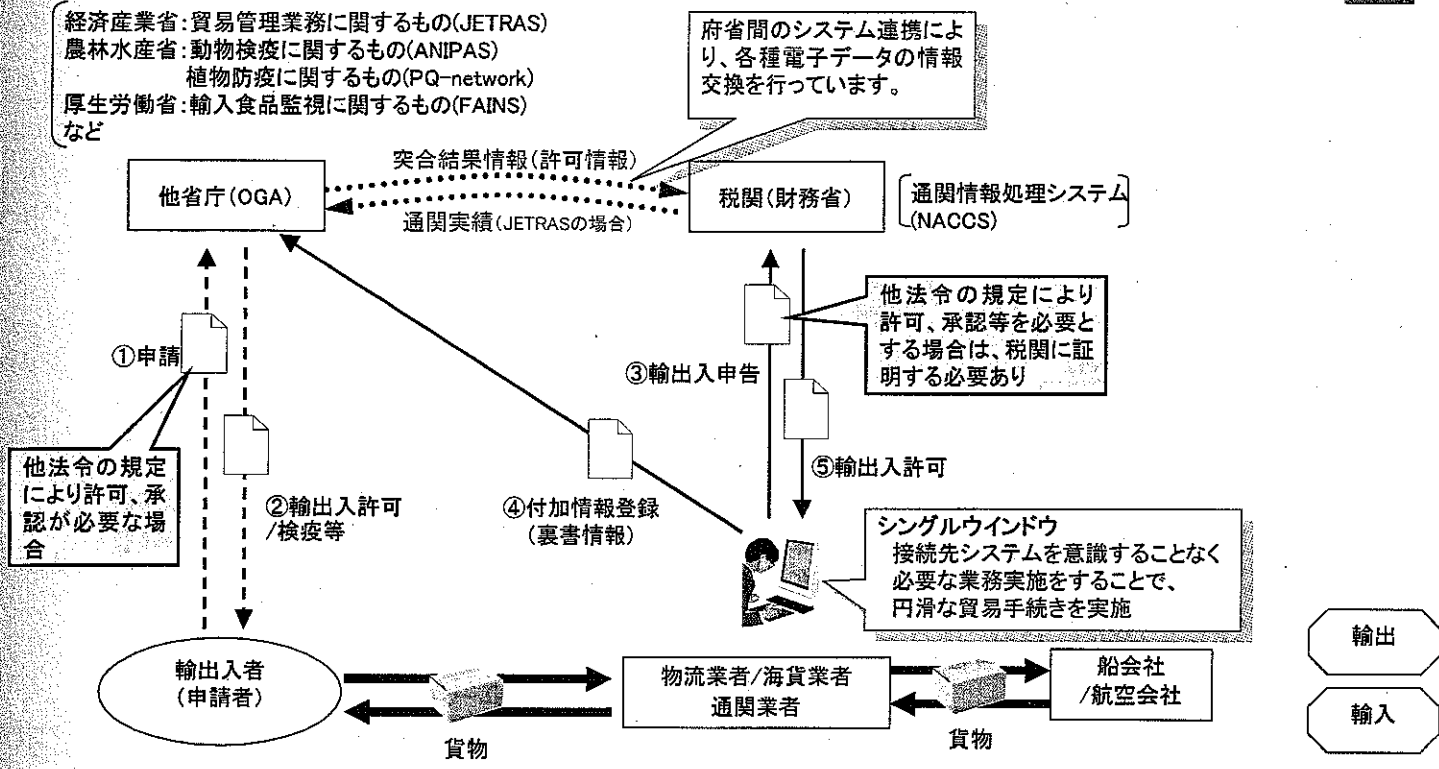 経済産業省:貿易管理業務に関するもの(JETRAS)
農林水産省:動物検疫に関するもの(ANIPAS)
植物防疫に関するもの(PQ-network)
厚生労働省:輸入食品監視に関するもの(FAINS)
など
府省間のシステム連携によ
り、各種電子データの情報
交換を行っています。
突合結果情報(許可情報)
他省庁(OGA)
税関(財務省)
通関情報処理システム
(NACCS)
通関実績(JETRASの場合)
他法令の規定により
許可、承認等を必要と
する場合は、税関に証
明する必要あり
①申請
③輸出入申告
他法令の規定
により許可、承
認が必要な場
合
②輸出入許可
/検疫等
④付加情報登録
(裏書情報)
⑤輸出入許可
シングルウインドウ
接続先システムを意識することなく
必要な業務実施をすることで、
円滑な貿易手続きを実施
輸出入者
(申請者)
貨物
物流業者/海貨業者
通関業者
貨物
船会社
/航空会社
輸出
輸入